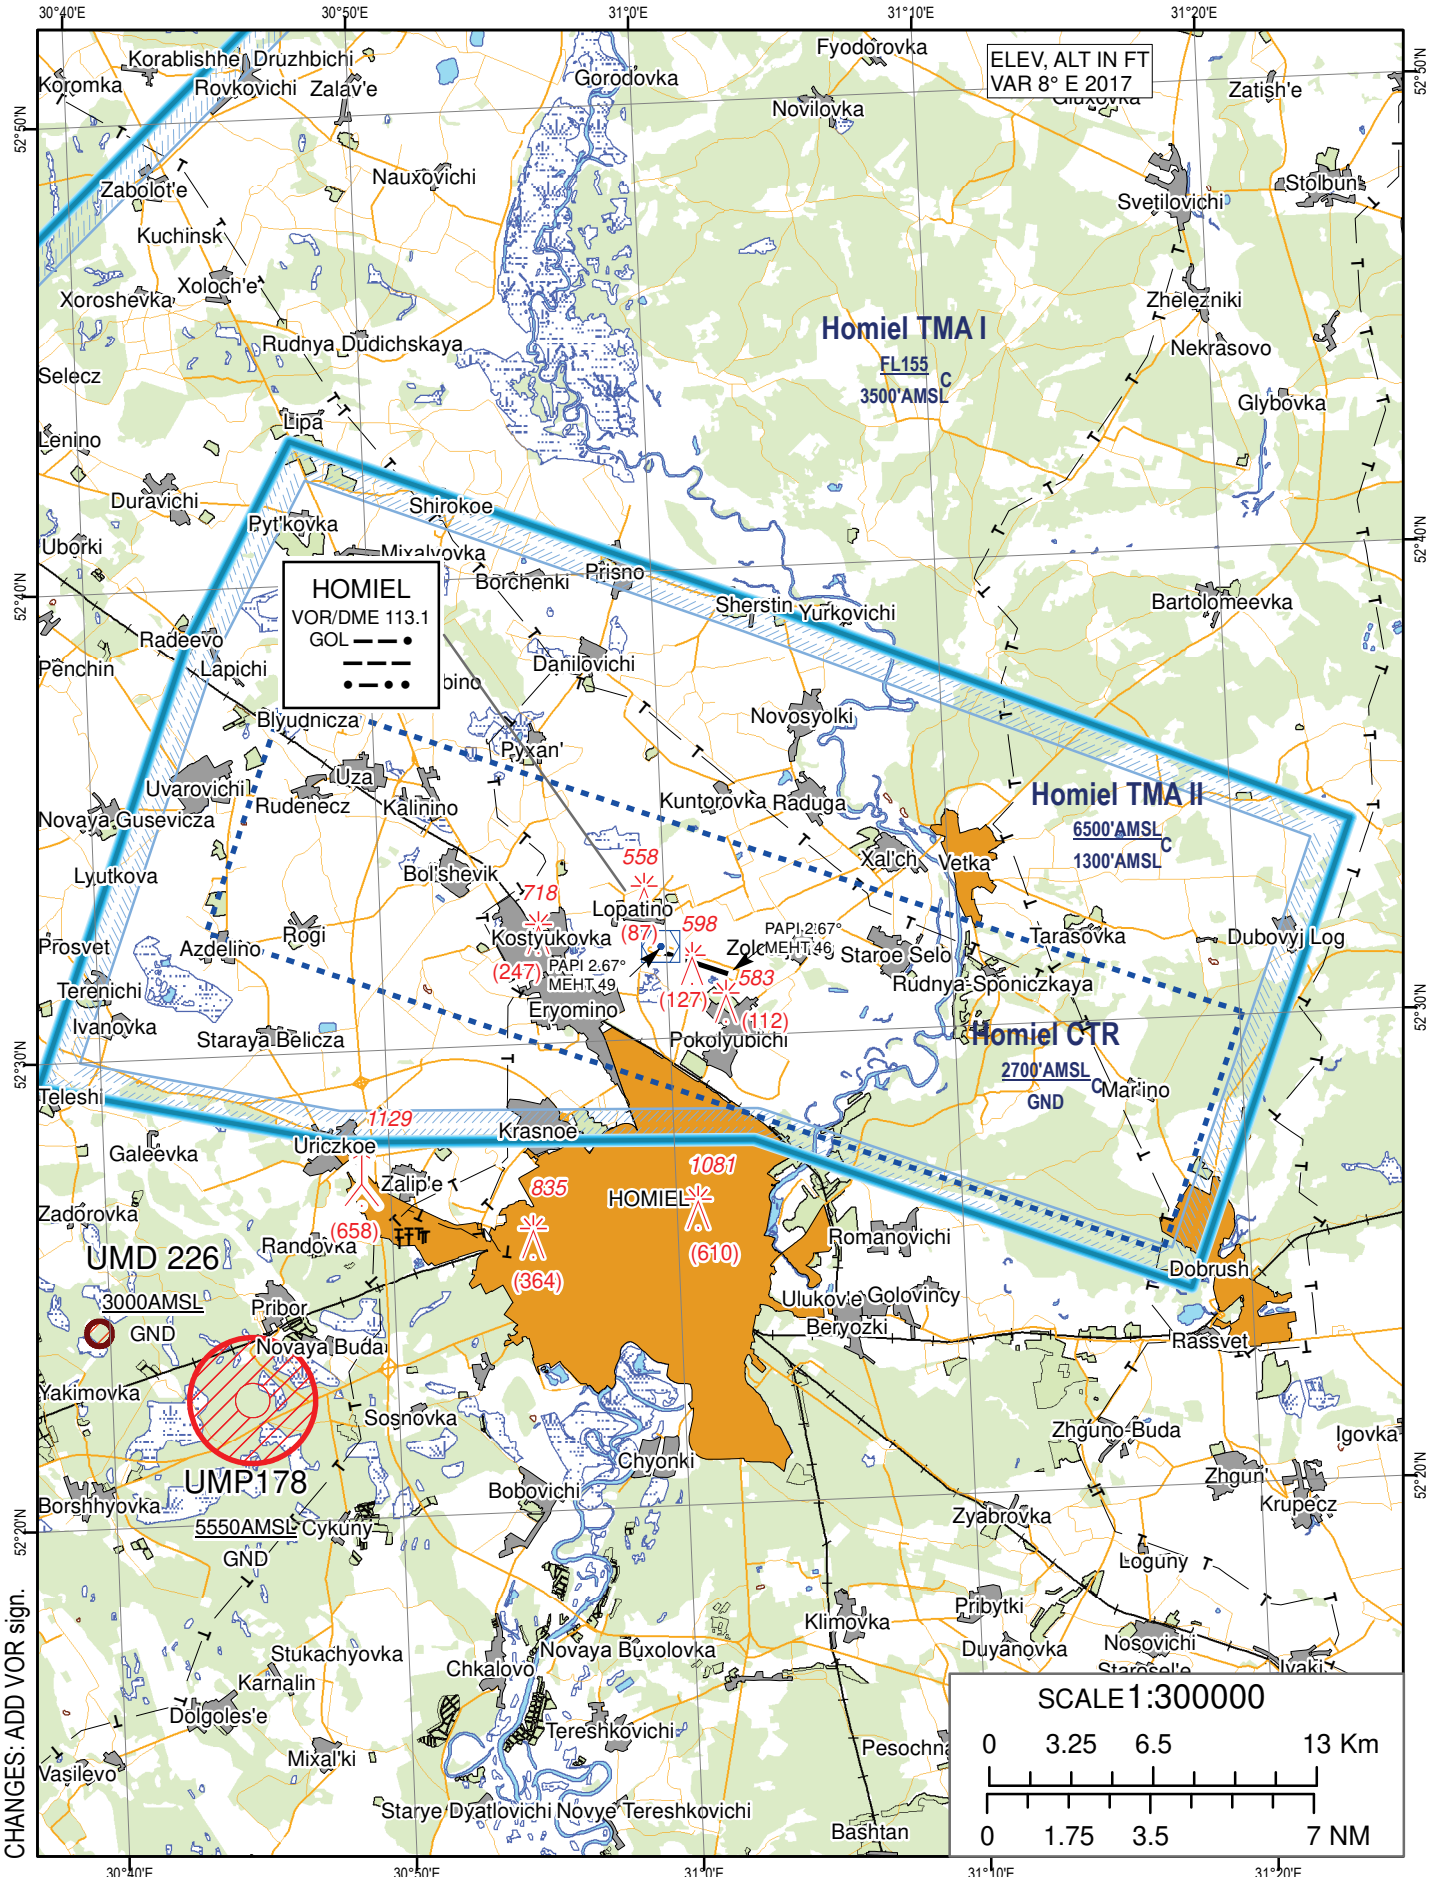 30°40'E
30°50'E
31°0'E
31°10'E
31°20'E
52°50'N
52°50'N
52°40'N
52°40'N
52°30'N
52°30'N
52°20'N
52°20'N
ELEV, ALT IN FT
VAR 8° E 2017
Korablishhe
Druzhbichi
Koromka
Rovkovichi
Zalav'e
Gorodovka
Fyodorovka
Novilovka
Zatish'e
Zabolot'e
Nauxovichi
Svetilovichi
Stolbun
Kuchinsk
Xoroshevka
Xoloch'e
Zhelezniki
Rudnya Dudichskaya
Nekrasovo
Homiel TMA I
FL155
C
3500'AMSL
Selecz
Glybovka
Lenino
Lipa
Duravichi
Shirokoe
Pyt'kovka
Uborki
Mixalyovka
Borchenki
Prisno
Sherstin
Yurkovichi
Bartolomeevka
HOMIEL
VOR/DME 113.1
GOL
Radeevo
Penchin
Lapichi
Danilovichi
bino
Blyudnicza
Novosyolki
Pyxan'
Uvarovichi
Uza
Rudenecz
Kalinino
Kuntorovka
Raduga
Novaya Gusevicza
Homiel TMA II
6500'AMSL
C
1300'AMSL
Lyutkova
Bol'shevik
Xal'ch
Vetka
558
718
Lopatino
(87)
598
Prosvet
Azdelino
Rogi
Kostyukovka
(247)
PAPI 2.67°
MEHT 49
PAPI 2.67°
MEHT 46
Staroe Selo
Tarasovka
Dubovyj Log
583
Rudnya-Sponiczkaya
Terenichi
Ivanovka
Eryomino
(127)
(112)
Staraya Belicza
Pokolyubichi
Homiel CTR
2700'AMSL
C
GND
Mar'ino
Teleshi
1129
Krasnoe
Galeevka
Uriczkoe
1081
Zalip'e
835
HOMIEL
Zadorovka
(658)
Randovka
(364)
(610)
Romanovichi
UMD 226
3000AMSL
GND
Dobrush
Pribor
Ulukov'e
Golovincy
Beryozki
Novaya Buda
Rassvet
Yakimovka
Sosnovka
Zhguno-Buda
Igovka
UMP178
5550AMSL
GND
Chyonki
Bobovichi
Zhgun'
Borshhyovka
Krupecz
Cykuny
Zyabrovka
Loguny
Klimovka
Pribytki
Stukachyovka
Novaya Buxolovka
Duyanovka
Nosovichi
Karnalin
Chkalovo
Starosel'e
Ivaki
Dolgoles'e
Tereshkovichi
Mixal'ki
Pesochna
Vasilevo
Starye Dyatlovichi
Novye Tereshkovichi
Bashtan
SCALE 1:300000
0 3.25 6.5 13 Km
0 1.75 3.5 7 NM
CHANGES: ADD VOR sign.
30°40'E
30°50'E
31°0'E
31°10'E
31°20'E